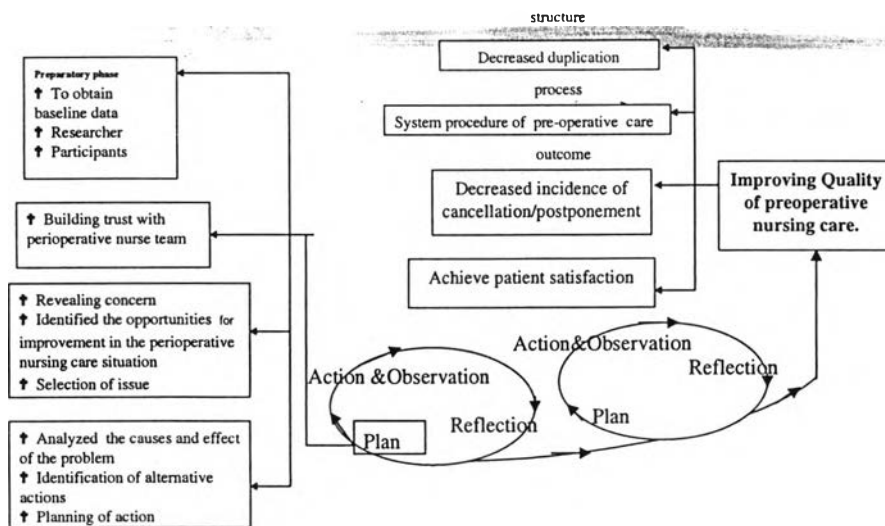 structure
Decreased duplication
process
System procedure of pre-operative care
outcome
Decreased incidence of
cancellation/postponement
Achieve patient satisfaction
Improving Quality
of preoperative
nursing care.
Preparatory phase
✝ To obtain
baseline data
✝ Researcher
✝ Participants
✝ Building trust with
perioperative nurse team
✝ Revealing concern
✝ Identified the opportunities for
improvement in the perioperative
nursing care situation
✝ Selection of issue
✝ Analyzed the causes and effect
of the problem
✝ Identification of alternative
actions
✝ Planning of action
Action &Observation
Reflection
Plan
Action&Observation
Reflection
Plan